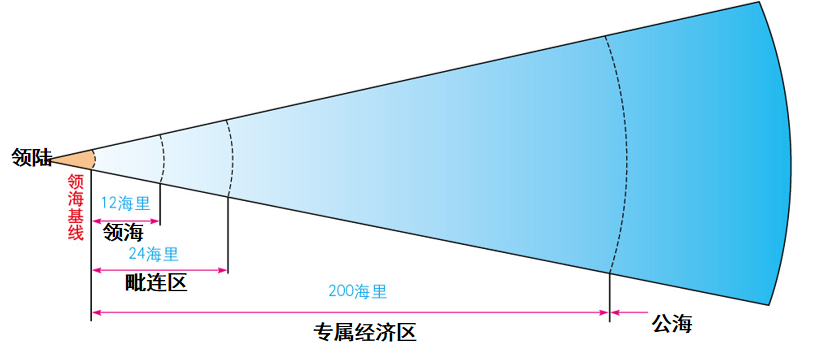 领陆
领海基线
12海里
领海
24海里
毗连区
200海里
专属经济区
公海